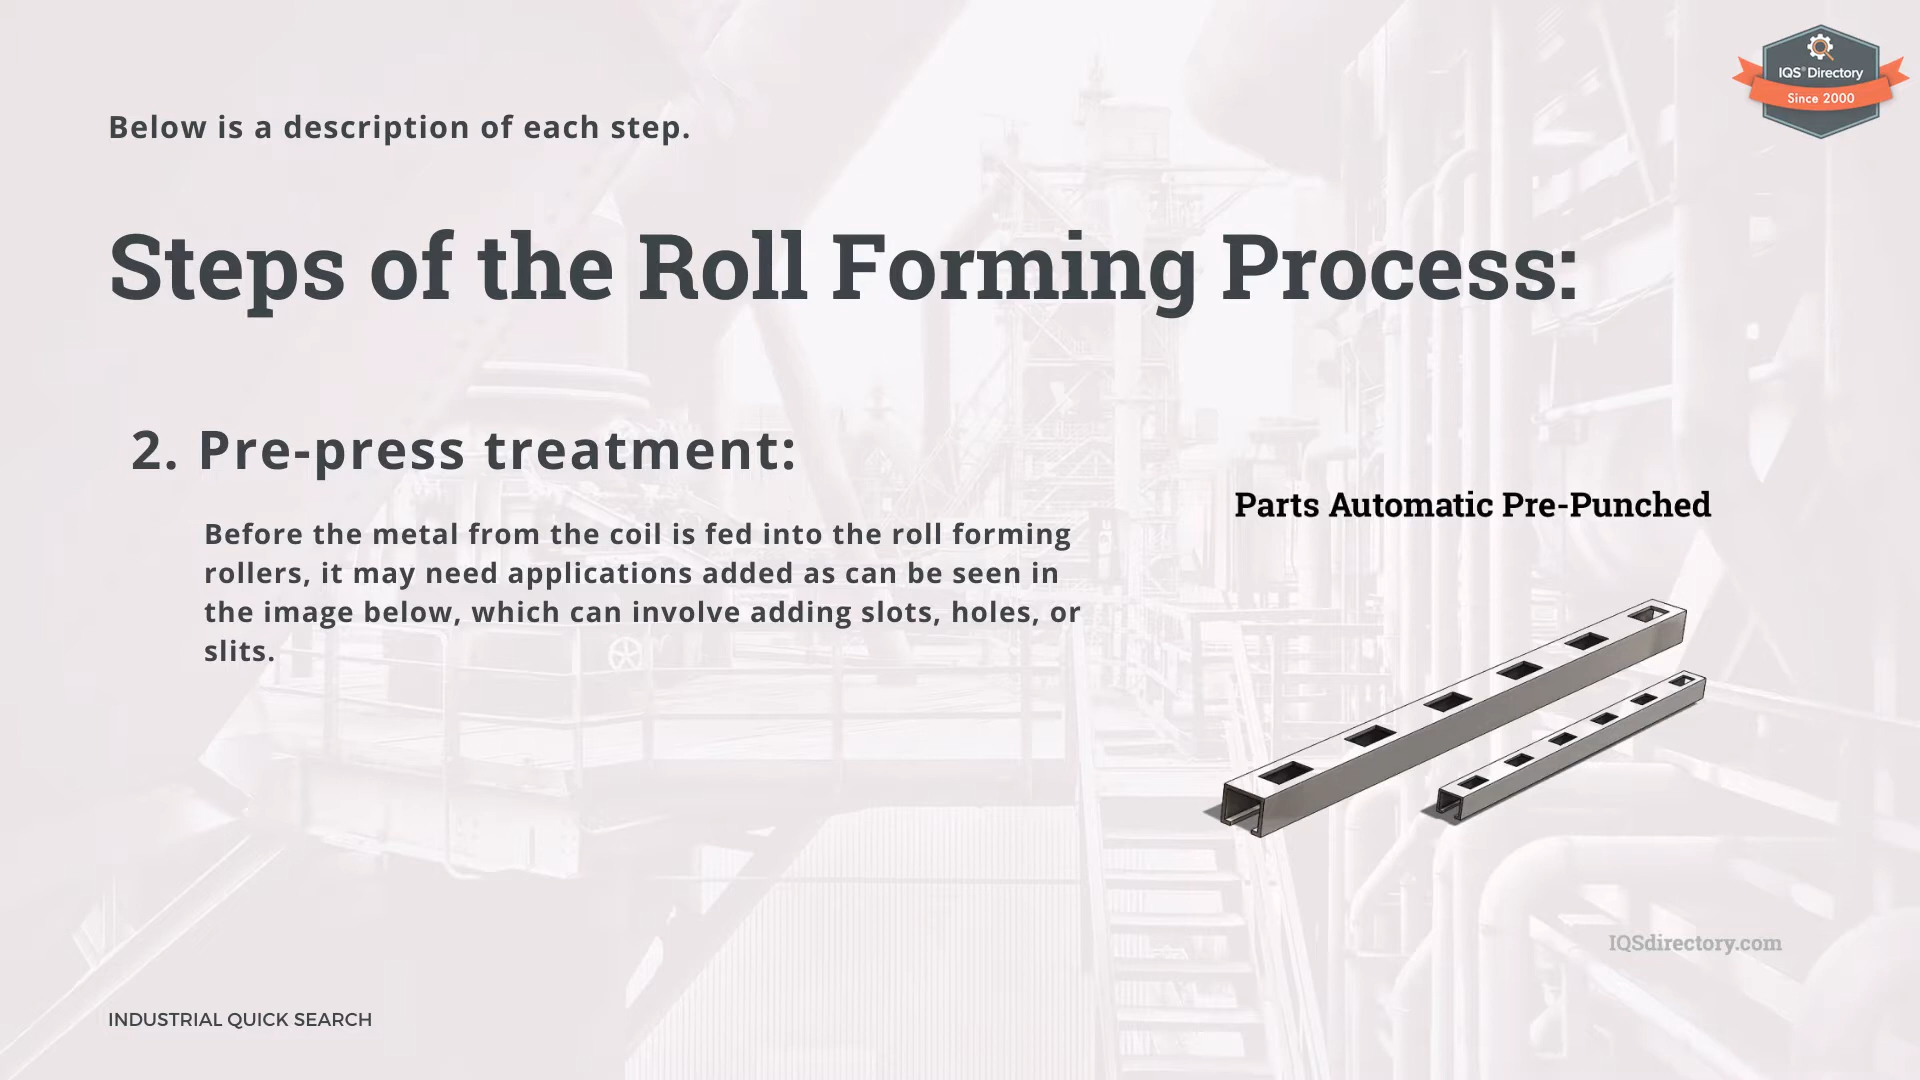 IQS® Directory
Since 2000
Below is a description of each step.
Steps of the Roll Forming Process:
2. Pre-press treatment:
Before the metal from the coil is fed into the roll forming
rollers, it may need applications added as can be seen in
the image below, which can involve adding slots, holes, or
slits.
Parts Automatic Pre-Punched
IQSdirectory.com
INDUSTRIAL QUICK SEARCH